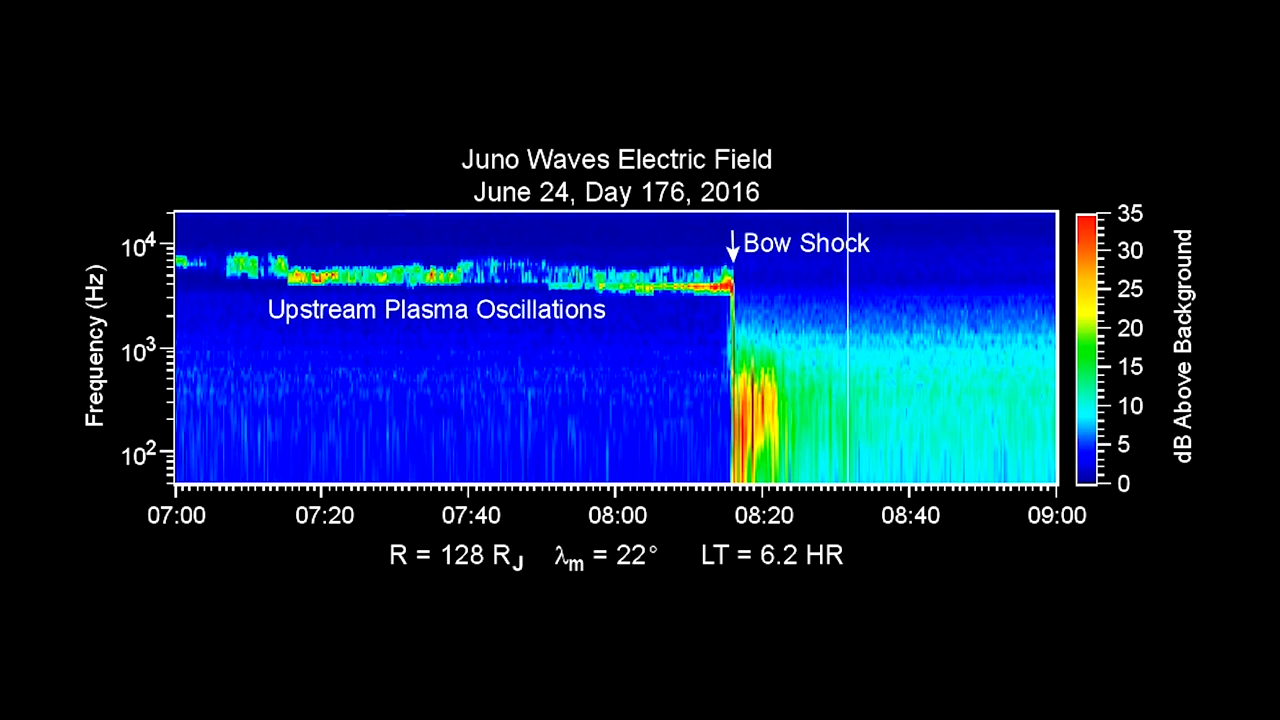 Juno Waves Electric Field
June 24, Day 176, 2016
Bow Shock
Upstream Plasma Oscillations
Frequency (Hz)
10⁴
10³
10²
07:00 07:20 07:40 08:00 08:20 08:40 09:00
R = 128 R_J λ_m = 22° LT = 6.2 HR
35
30
25
20
15
10
5
0
dB Above Background